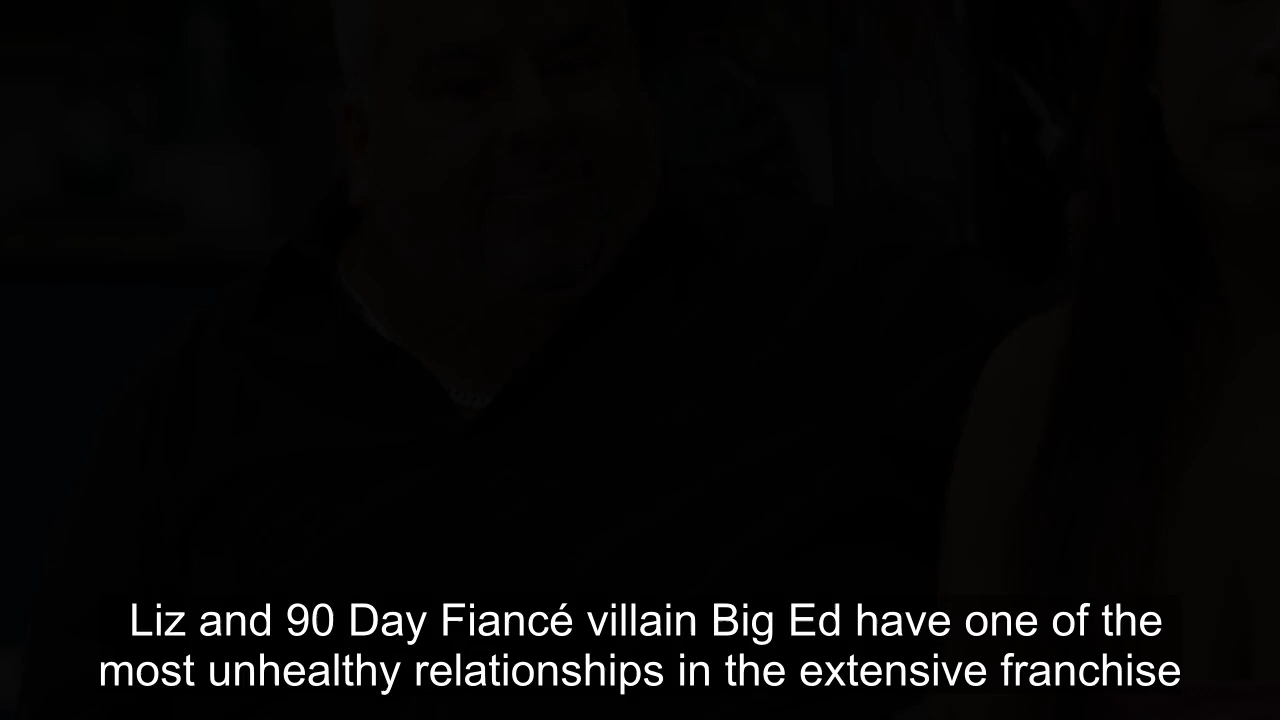 Liz and 90 Day Fiancé villain Big Ed have one of the
most unhealthy relationships in the extensive franchise